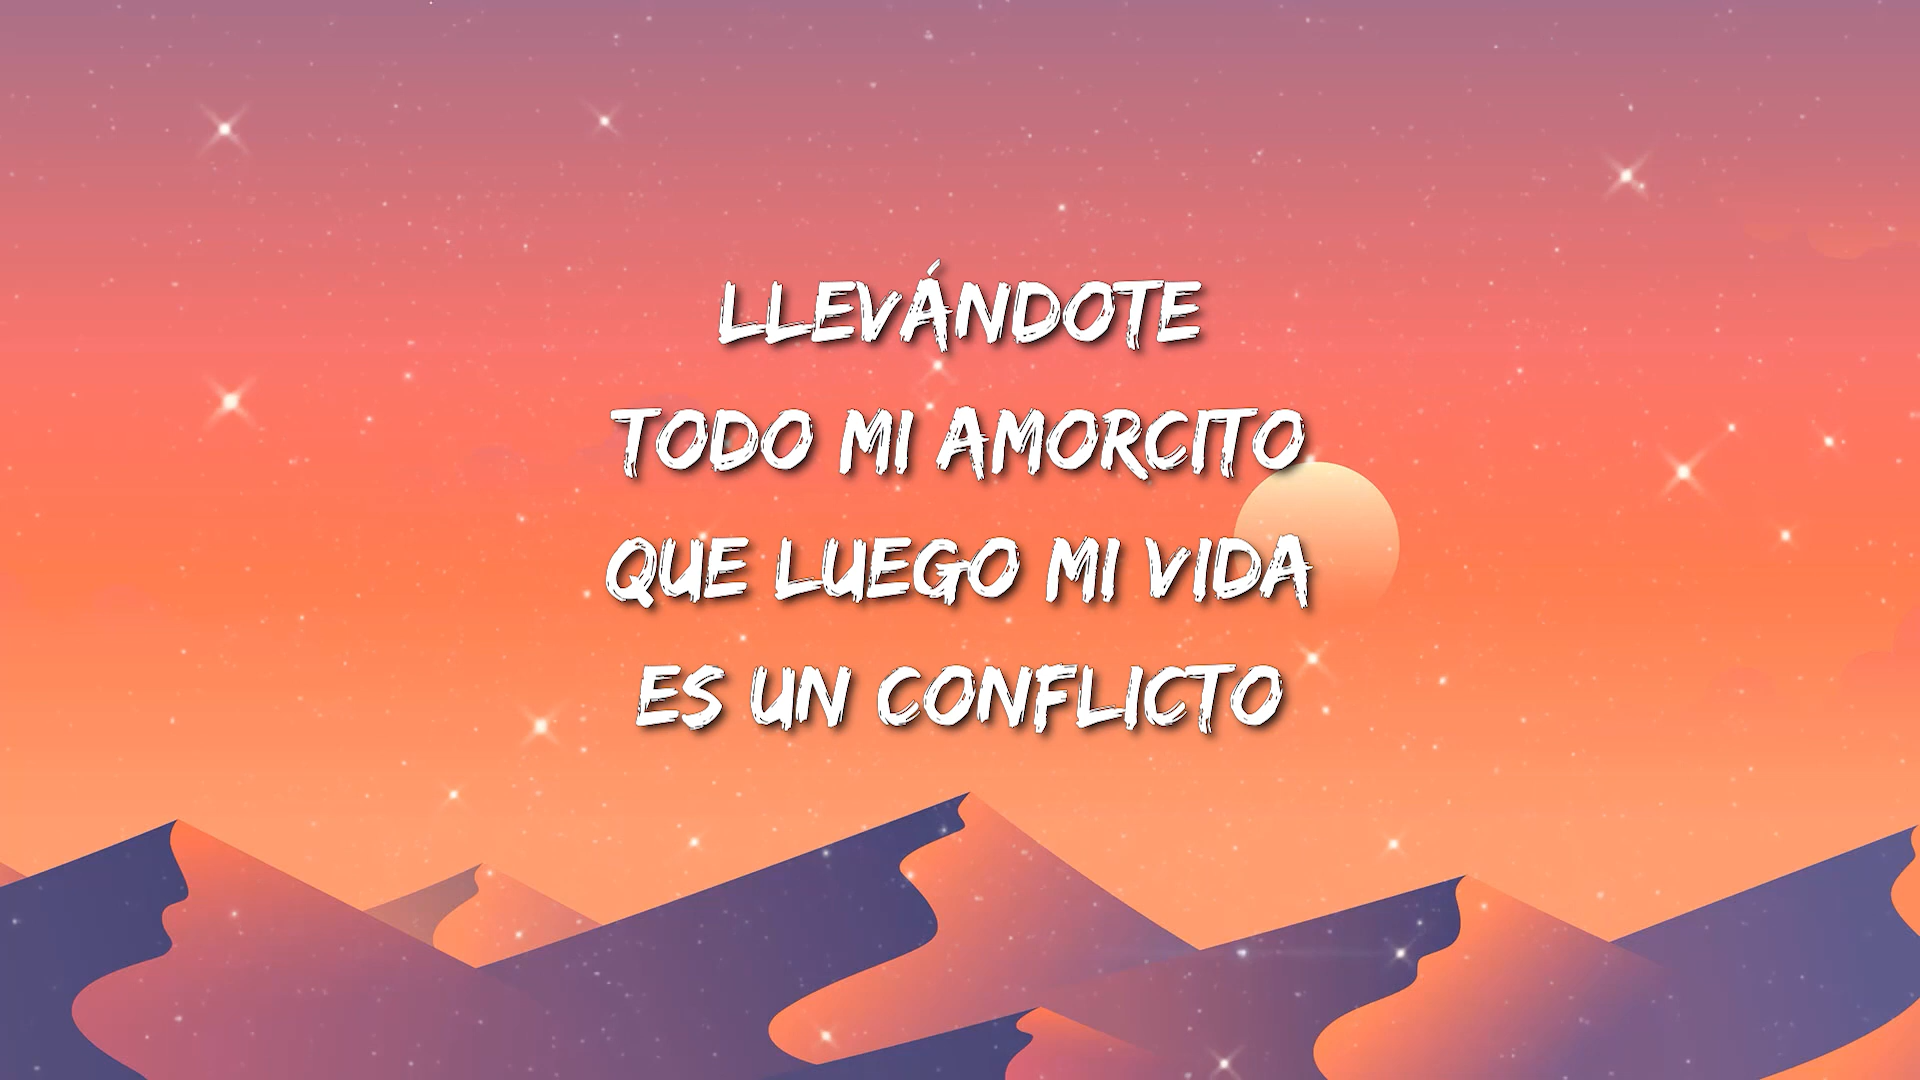 LLEVÁNDOTE
TODO MI AMORCITO
QUE LUEGO MI VIDA
ES UN CONFLICTO